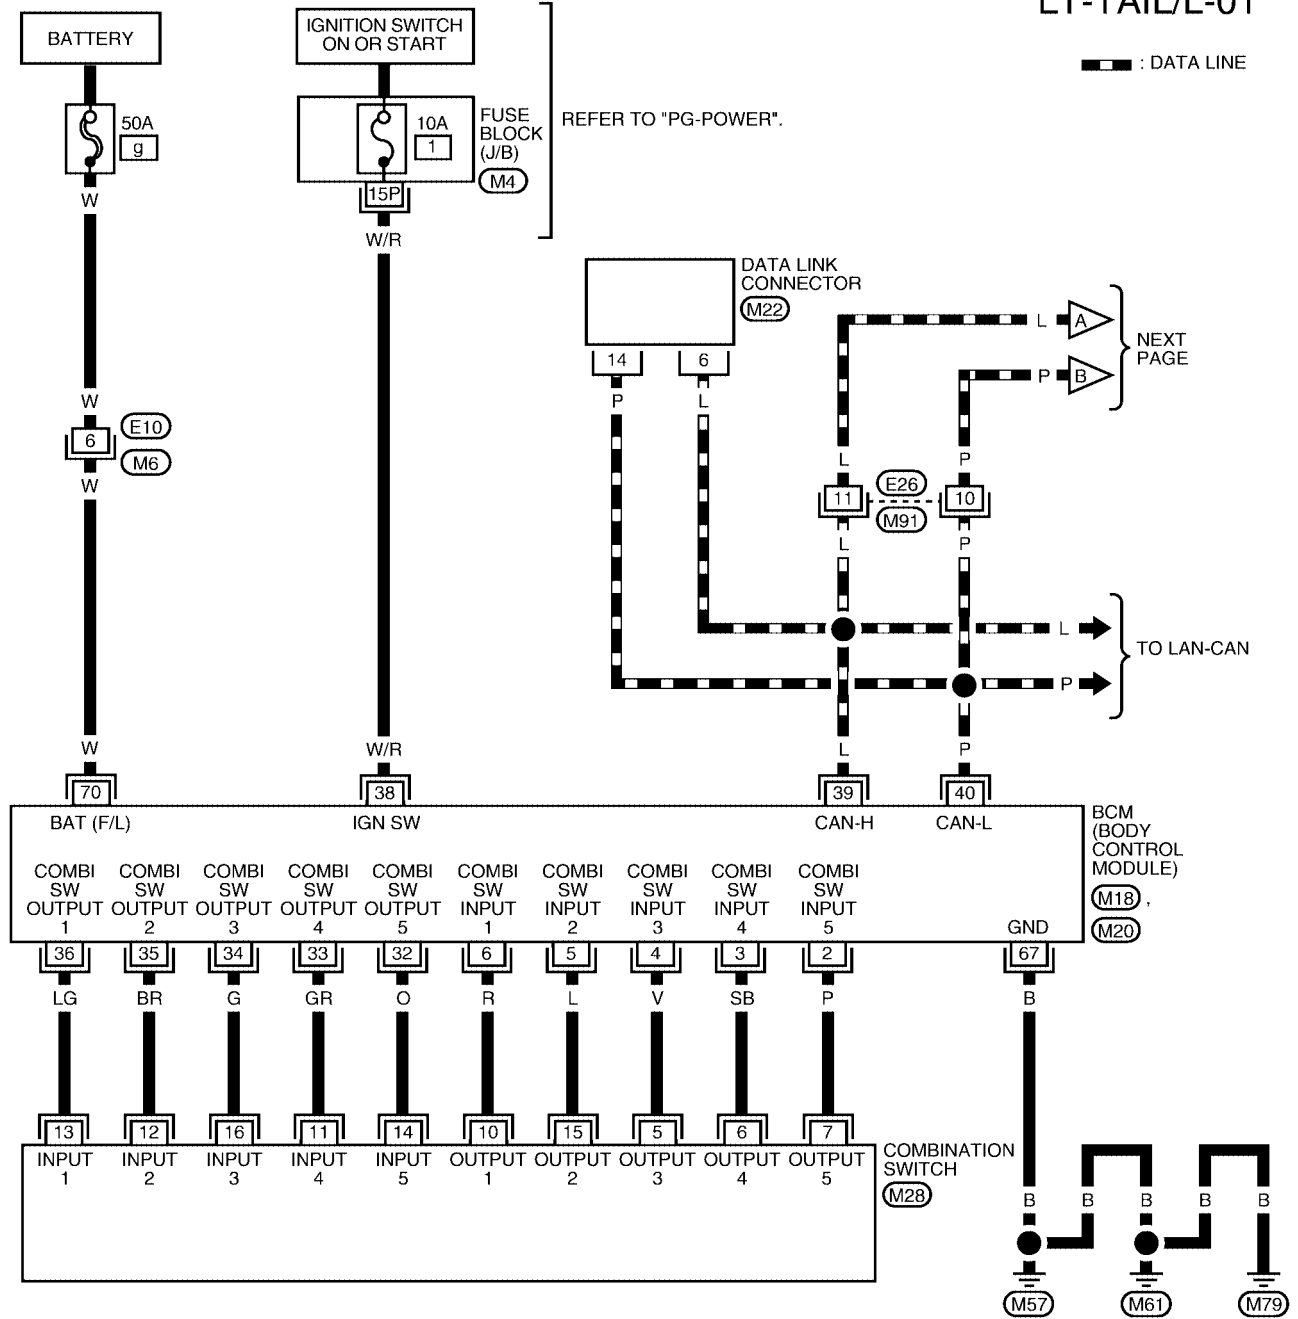 LT-TAIL/L-01
: DATA LINE
BATTERY
IGNITION SWITCH
ON OR START
50A
g
10A
1
FUSE
BLOCK
(J/B)
M4
REFER TO "PG-POWER".
15P
W
W/R
DATA LINK
CONNECTOR
M22
14
6
P
L
L
A
P
B
NEXT
PAGE
W
6
E10
M6
W
L
P
11
E26
M91
10
L
P
L
P
TO LAN-CAN
W
W/R
L
P
70
38
39
40
BAT (F/L)
IGN SW
CAN-H
CAN-L
BCM
(BODY
CONTROL
MODULE)
M18 ,
M20
COMBI
SW
OUTPUT
1
COMBI
SW
OUTPUT
2
COMBI
SW
OUTPUT
3
COMBI
SW
OUTPUT
4
COMBI
SW
OUTPUT
5
COMBI
SW
INPUT
1
COMBI
SW
INPUT
2
COMBI
SW
INPUT
3
COMBI
SW
INPUT
4
COMBI
SW
INPUT
5
GND
36
35
34
33
32
6
5
4
3
2
67
LG
BR
G
GR
O
R
L
V
SB
P
B
13
12
16
11
14
10
15
5
6
7
INPUT
1
INPUT
2
INPUT
3
INPUT
4
INPUT
5
OUTPUT
1
OUTPUT
2
OUTPUT
3
OUTPUT
4
OUTPUT
5
COMBINATION
SWITCH
M28
B
B
B
B
B
M57
M61
M79